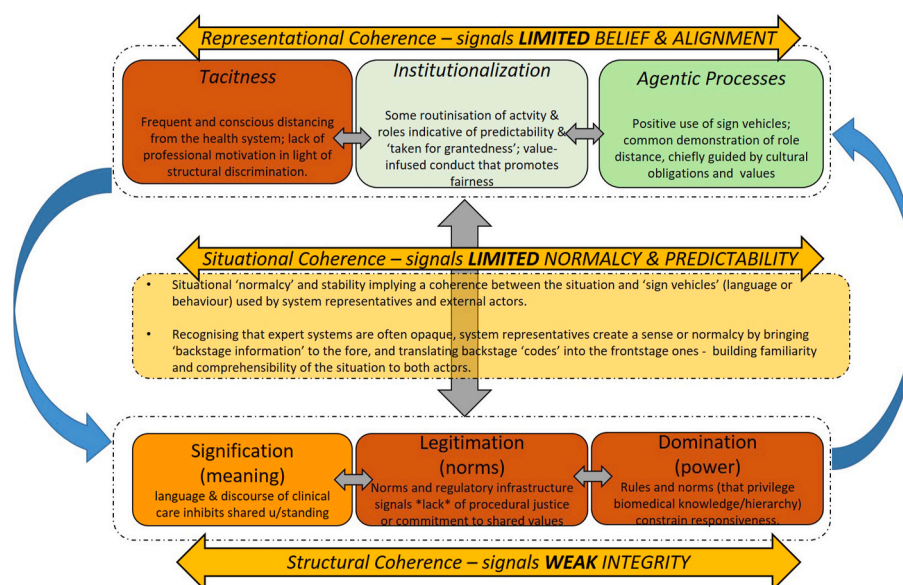 Representational Coherence – signals LIMITED BELIEF & ALIGNMENT
Tacitness
Frequent and conscious distancing
from the health system; lack of
professional motivation in light of
structural discrimination.
Institutionalization
Some routinisation of actvity &
roles indicative of predictability &
‘taken for grantedness’; value-
infused conduct that promotes
fairness
Agentic Processes
Positive use of sign vehicles;
common demonstration of role
distance, chiefly guided by cultural
obligations and values
Situational Coherence – signals LIMITED NORMALCY & PREDICTABILITY
• Situational ‘normalcy’ and stability implying a coherence between the situation and ‘sign vehicles’ (language or
behaviour) used by system representatives and external actors.
• Recognising that expert systems are often opaque, system representatives create a sense or normalcy by bringing
‘backstage information’ to the fore, and translating backstage ‘codes’ into the frontstage ones - building familiarity
and comprehensibility of the situation to both actors.
Signification
(meaning)
language & discourse of clinical
care inhibits shared u/standing
Legitimation
(norms)
Norms and regulatory infrastructure
signals *lack* of procedural justice
or commitment to shared values
Domination
(power)
Rules and norms (that privilege
biomedical knowledge/hierarchy)
constrain responsiveness.
Structural Coherence – signals WEAK INTEGRITY